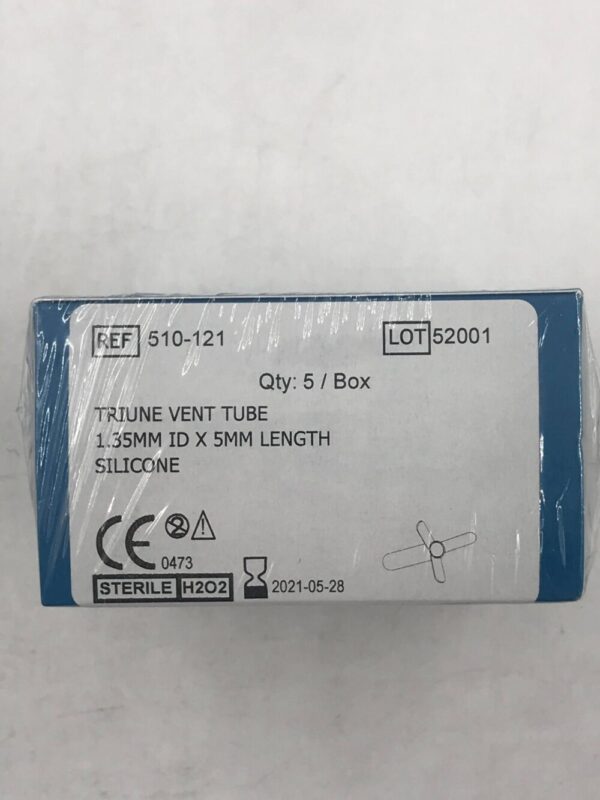 REF 510-121
LOT 52001
Qty: 5 / Box
TRIUNE VENT TUBE
1.35MM ID X 5MM LENGTH
SILICONE
CE 0473
STERILE H2O2
2021-05-28